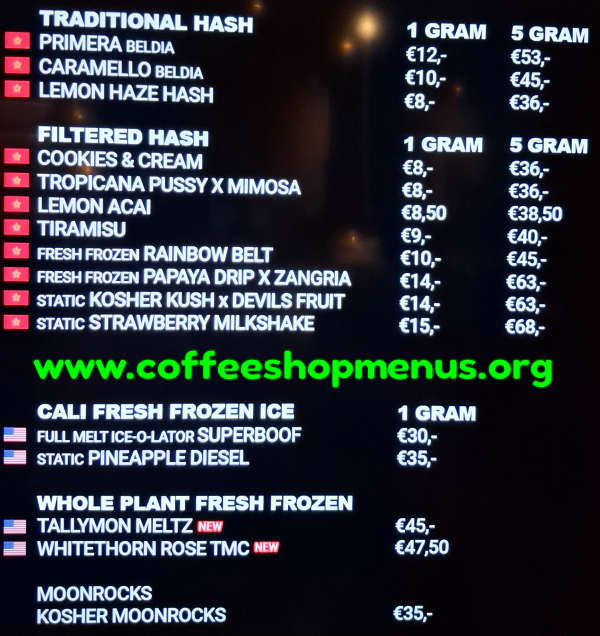 TRADITIONAL HASH 1 GRAM 5 GRAM
PRIMERA BELDIA €12,- €53,-
CARAMELLO BELDIA €10,- €45,-
LEMON HAZE HASH €8,- €36,-
FILTERED HASH 1 GRAM 5 GRAM
COOKIES & CREAM €8,- €36,-
TROPICANA PUSSY X MIMOSA €8,- €36,-
LEMON ACAI €8,50 €38,50
TIRAMISU €9,- €40,-
FRESH FROZEN RAINBOW BELT €10,- €45,-
FRESH FROZEN PAPAYA DRIP X ZANGRIA €14,- €63,-
STATIC KOSHER KUSH x DEVILS FRUIT €14,- €63,-
STATIC STRAWBERRY MILKSHAKE €15,- €68,-
www.coffeeshopmenus.org
CALI FRESH FROZEN ICE 1 GRAM
FULL MELT ICE-O-LATOR SUPERBOOF €30,-
STATIC PINEAPPLE DIESEL €35,-
WHOLE PLANT FRESH FROZEN
TALLYMON MELTZ NEW €45,-
WHITETHORN ROSE TMC NEW €47,50
MOONROCKS
KOSHER MOONROCKS €35,-